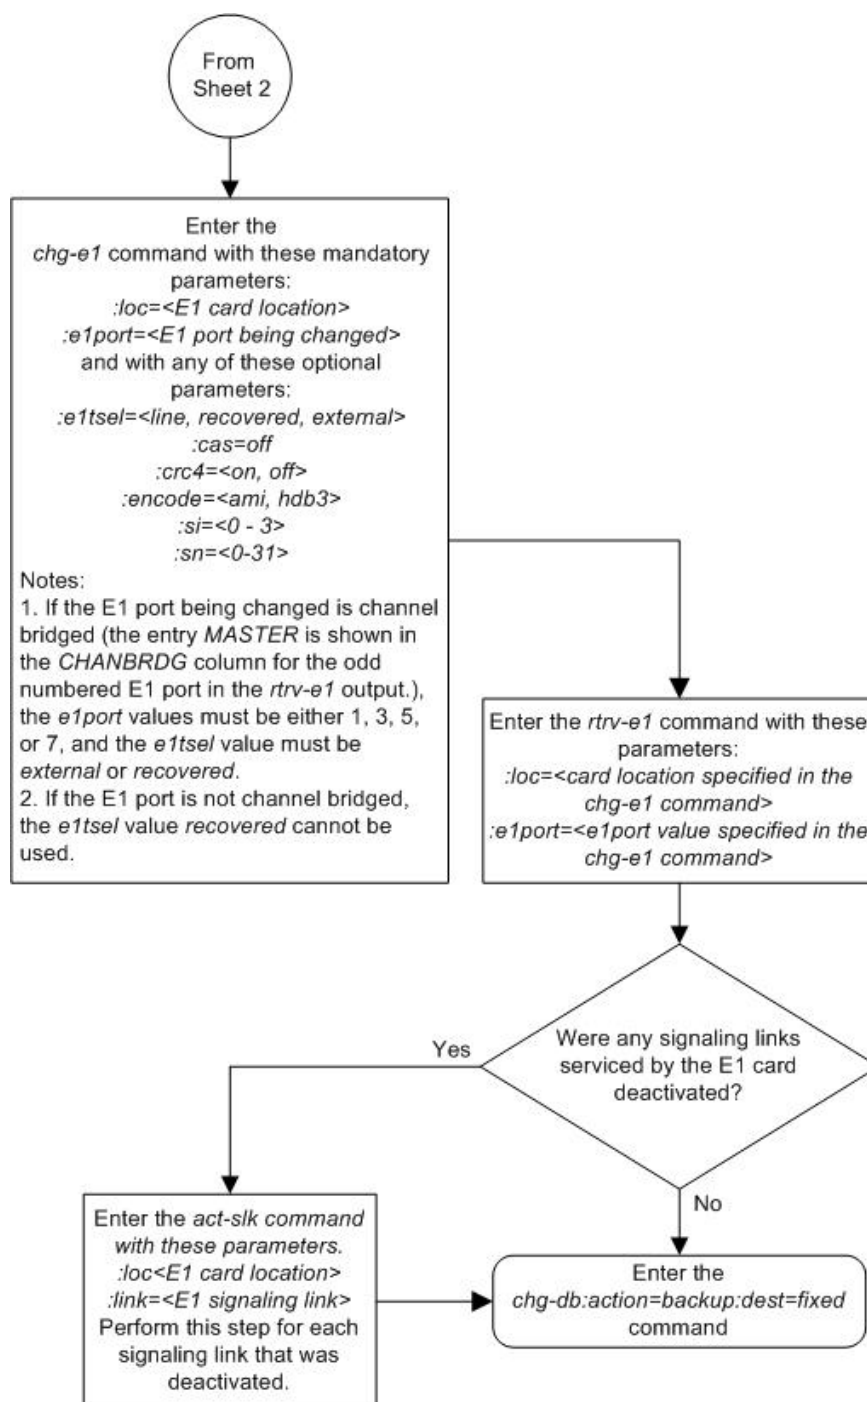 From
Sheet 2
Enter the
chg-e1 command with these mandatory
parameters:
:loc=<E1 card location>
:e1port=<E1 port being changed>
and with any of these optional
parameters:
:e1tsel=<line, recovered, external>
:cas=off
:crc4=<on, off>
:encode=<ami, hdb3>
:si=<0 - 3>
:sn=<0-31>
Notes:
1. If the E1 port being changed is channel
bridged (the entry MASTER is shown in
the CHANBRDG column for the odd
numbered E1 port in the rtrv-e1 output.),
the e1port values must be either 1, 3, 5,
or 7, and the e1tsel value must be
external or recovered.
2. If the E1 port is not channel bridged,
the e1tsel value recovered cannot be
used.
Enter the rtrv-e1 command with these
parameters:
:loc=<card location specified in the
chg-e1 command>
:e1port=<e1port value specified in the
chg-e1 command>
Were any signaling links
serviced by the E1 card
deactivated?
Yes
No
Enter the act-slk command
with these parameters.
:loc<E1 card location>
:link=<E1 signaling link>
Perform this step for each
signaling link that was
deactivated.
Enter the
chg-db:action=backup:dest=fixed
command